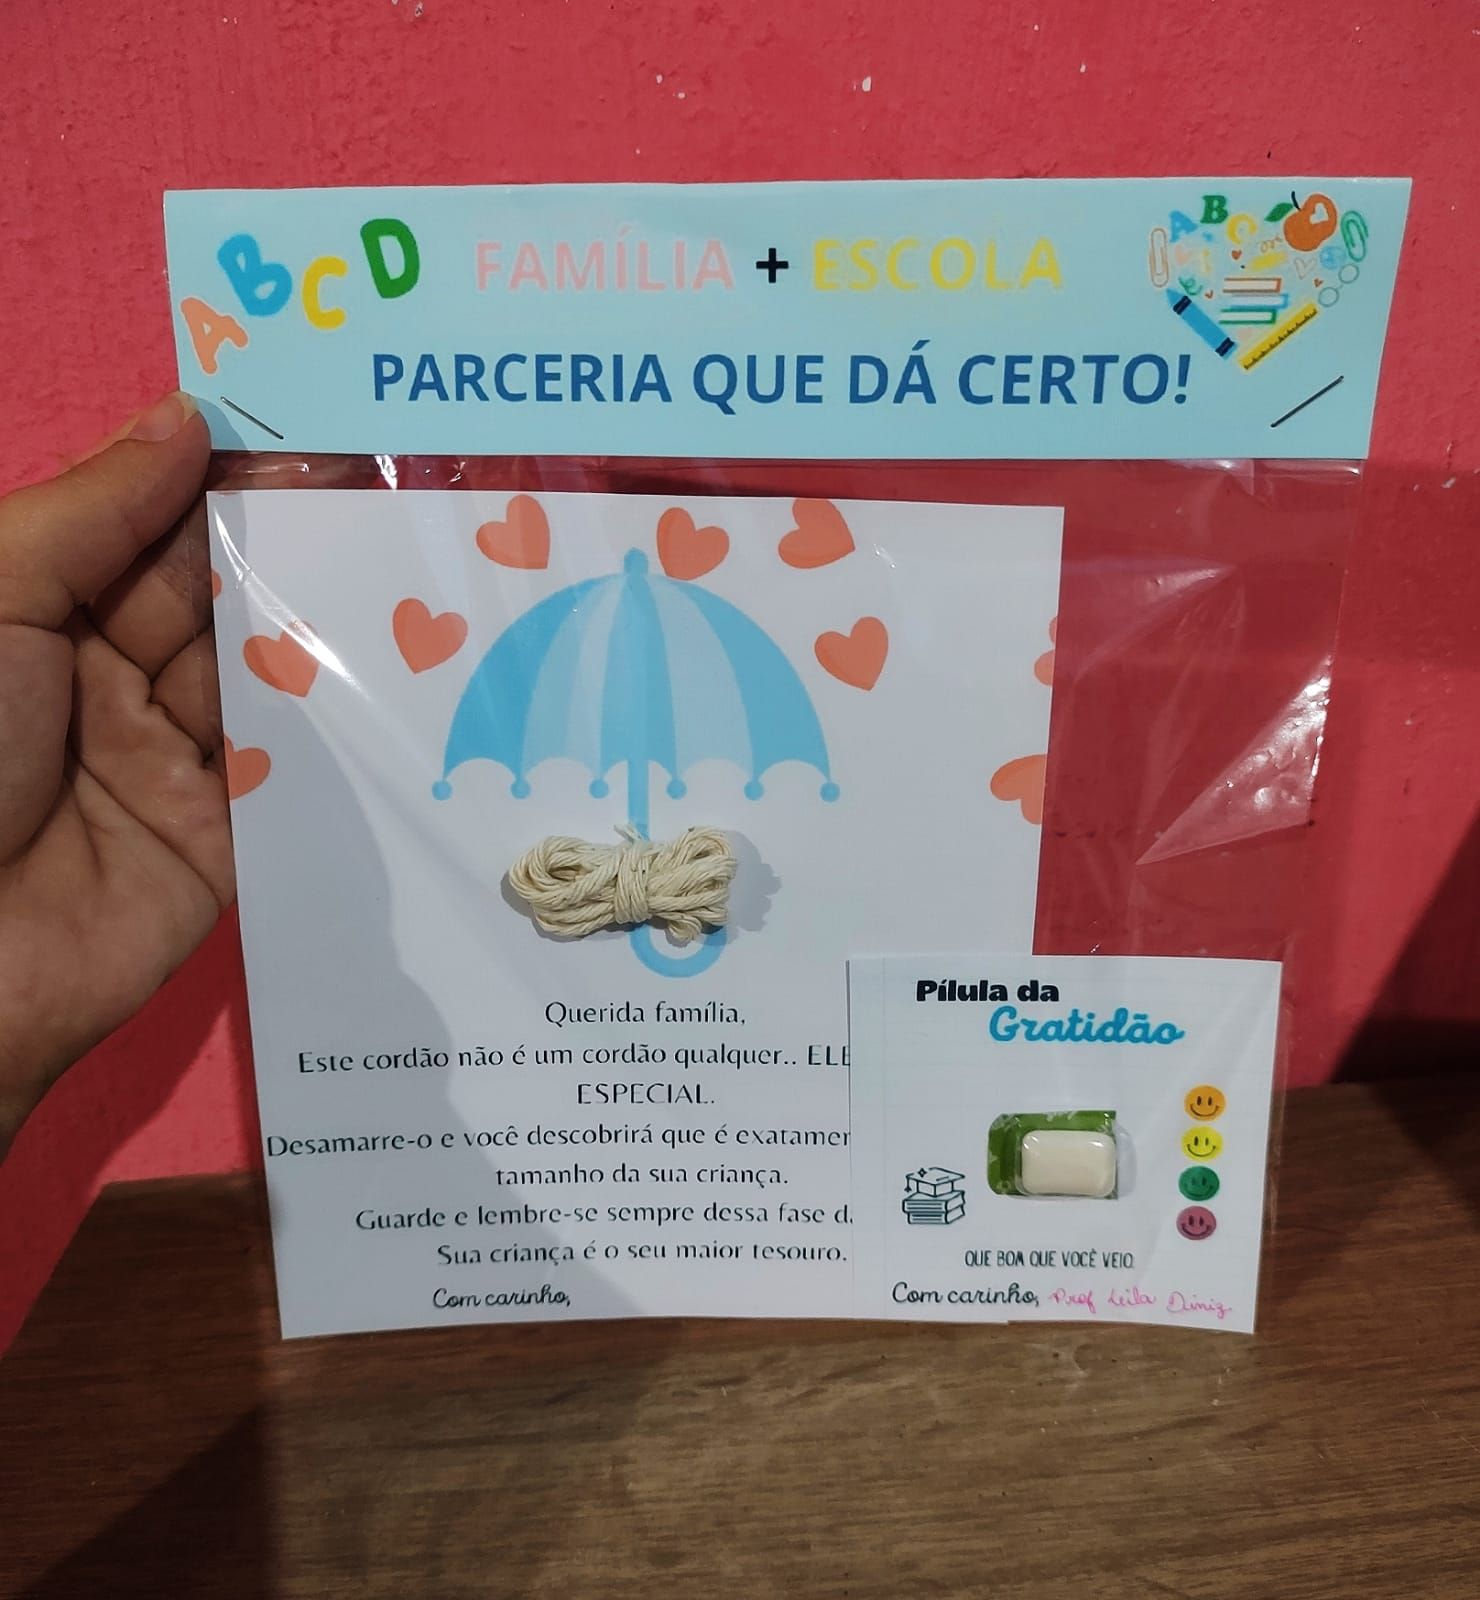 A B C D
FAMÍLIA + ESCOLA
PARCERIA QUE DÁ CERTO!
A B C
Querida família,
Este cordão não é um cordão qualquer.. ELE
ESPECIAL.
Desamarre-o e você descobrirá que é
tamanho da sua criança.
Guarde e lembre-se sempre dessa fase
Sua criança é o seu maior tesouro.
Com carinho,
Pílula da
Gratidão
QUE BOM QUE VOCÊ VEIO
Com carinho, Prof Leila Diniz